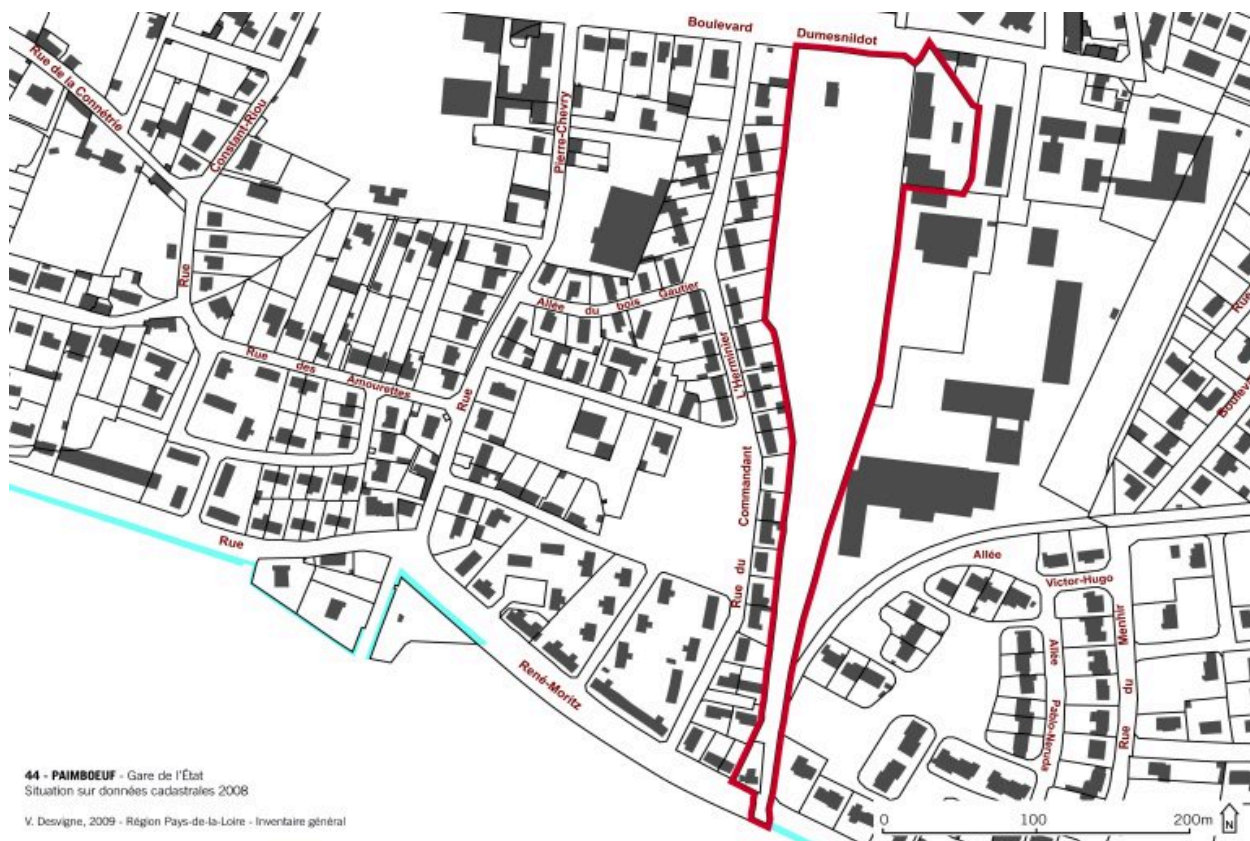 Boulevard
Dumesnildot
Rue de la Connétrie
Constant-Riou
Rue
Pierre-Chevry
Rue
Allée du bois Gautier
L'Herminier
Commandant
Rue du
Rue des Amourettes
Rue
René-Moritz
Allée
Victor-Hugo
Allée
Pablo-Neruda
Rue du Menhir
Rue
44 - PAIMBOEUF - Gare de l'État
Situation sur données cadastrales 2008
V. Desvigne, 2009 - Région Pays-de-la-Loire - Inventaire général
0 100 200m
N